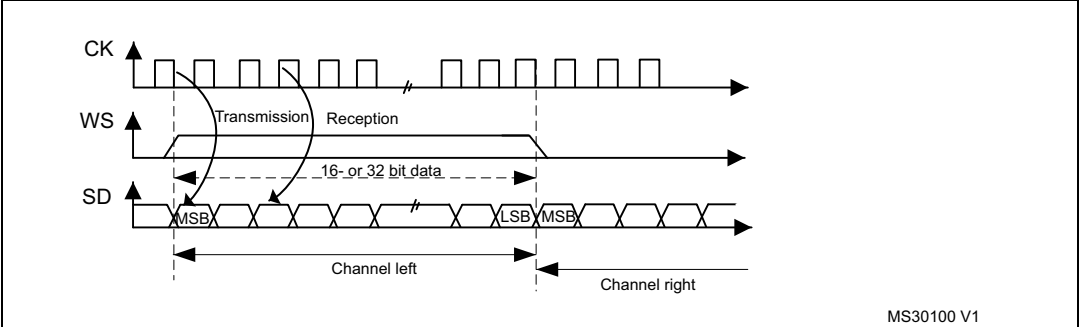 CK
Transmission Reception
WS
16- or 32 bit data
SD
MSB LSB MSB
Channel left
Channel right
MS30100 V1